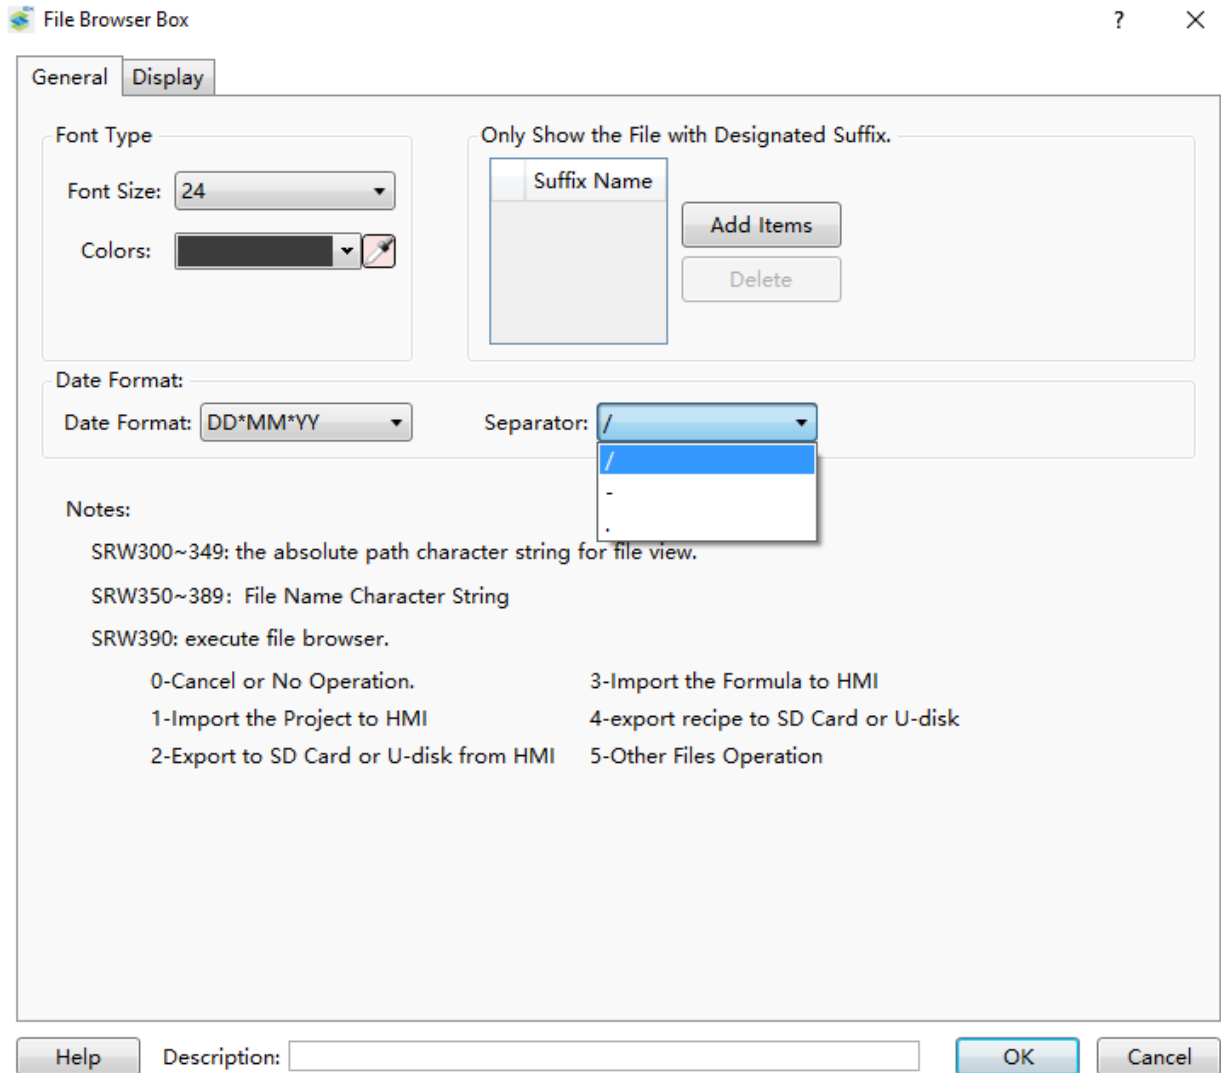 File Browser Box
General Display
Font Type
Only Show the File with Designated Suffix.
Font Size: 24
Suffix Name
Add Items
Colors:
Delete
Date Format:
Date Format: DD*MM*YY Separator: /
/
-
.
Notes:
SRW300~349: the absolute path character string for file view.
SRW350~389: File Name Character String
SRW390: execute file browser.
0-Cancel or No Operation. 3-Import the Formula to HMI
1-Import the Project to HMI 4-export recipe to SD Card or U-disk
2-Export to SD Card or U-disk from HMI 5-Other Files Operation
Help Description: OK Cancel